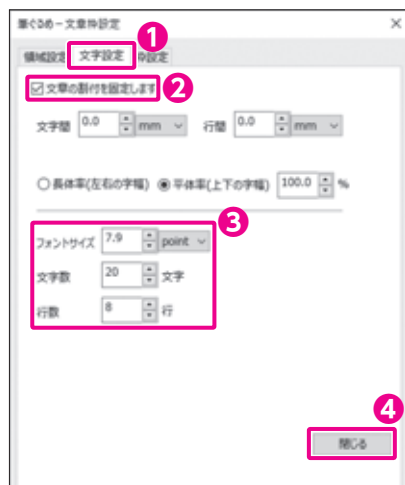 筆ぐるめ - 文章枠設定 ×
1
領域設定 文字設定 枠設定
文章の割付を固定します 2
文字間 0.0 mm 行間 0.0 mm
長体率(左右の字幅) 平体率(上下の字幅) 100.0 %
3
フォントサイズ 7.9 point
文字数 20 文字
行数 8 行
4
閉じる